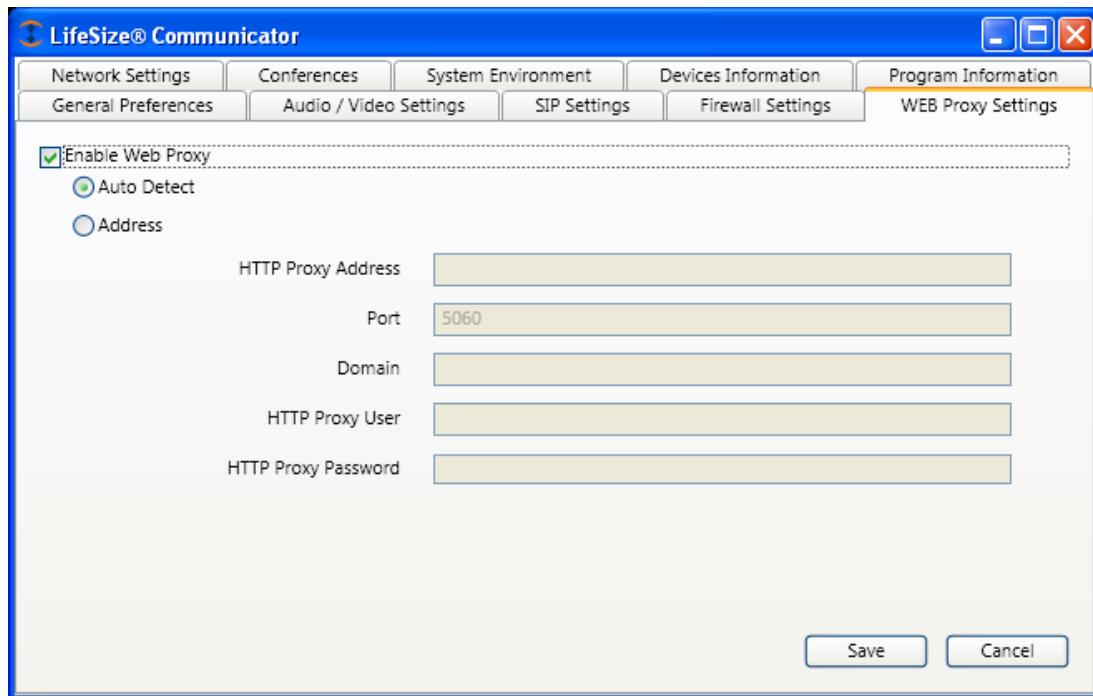 LifeSize® Communicator
Network Settings Conferences System Environment Devices Information Program Information
General Preferences Audio / Video Settings SIP Settings Firewall Settings WEB Proxy Settings
Enable Web Proxy
Auto Detect
Address
HTTP Proxy Address
Port 5060
Domain
HTTP Proxy User
HTTP Proxy Password
Save Cancel